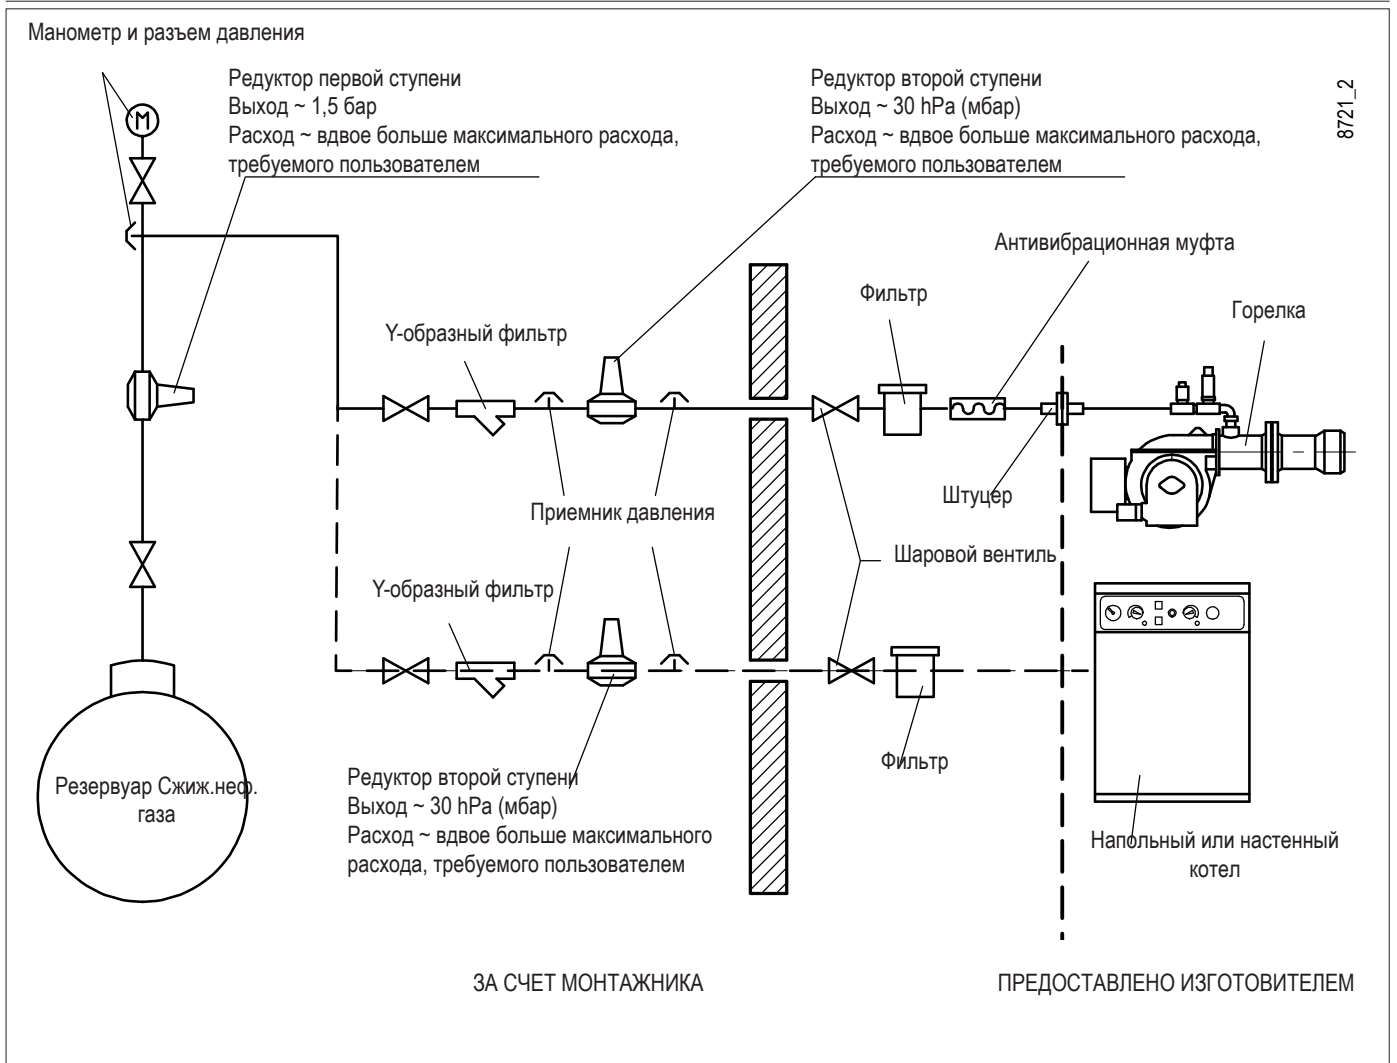 Манометр и разъем давления
Редуктор первой ступени
Выход ~ 1,5 бар
Расход ~ вдвое больше максимального расхода,
требуемого пользователем
Редуктор второй ступени
Выход ~ 30 hPa (мбар)
Расход ~ вдвое больше максимального расхода,
требуемого пользователем
8721_2
M
Антивибрационная муфта
Фильтр
Горелка
Y-образный фильтр
Штуцер
Приемник давления
Шаровой вентиль
Y-образный фильтр
Фильтр
Резервуар Сжиж.неф.
газа
Редуктор второй ступени
Выход ~ 30 hPa (мбар)
Расход ~ вдвое больше максимального
расхода, требуемого пользователем
Напольный или настенный
котел
ЗА СЧЕТ МОНТАЖНИКА
ПРЕДОСТАВЛЕНО ИЗГОТОВИТЕЛЕМ